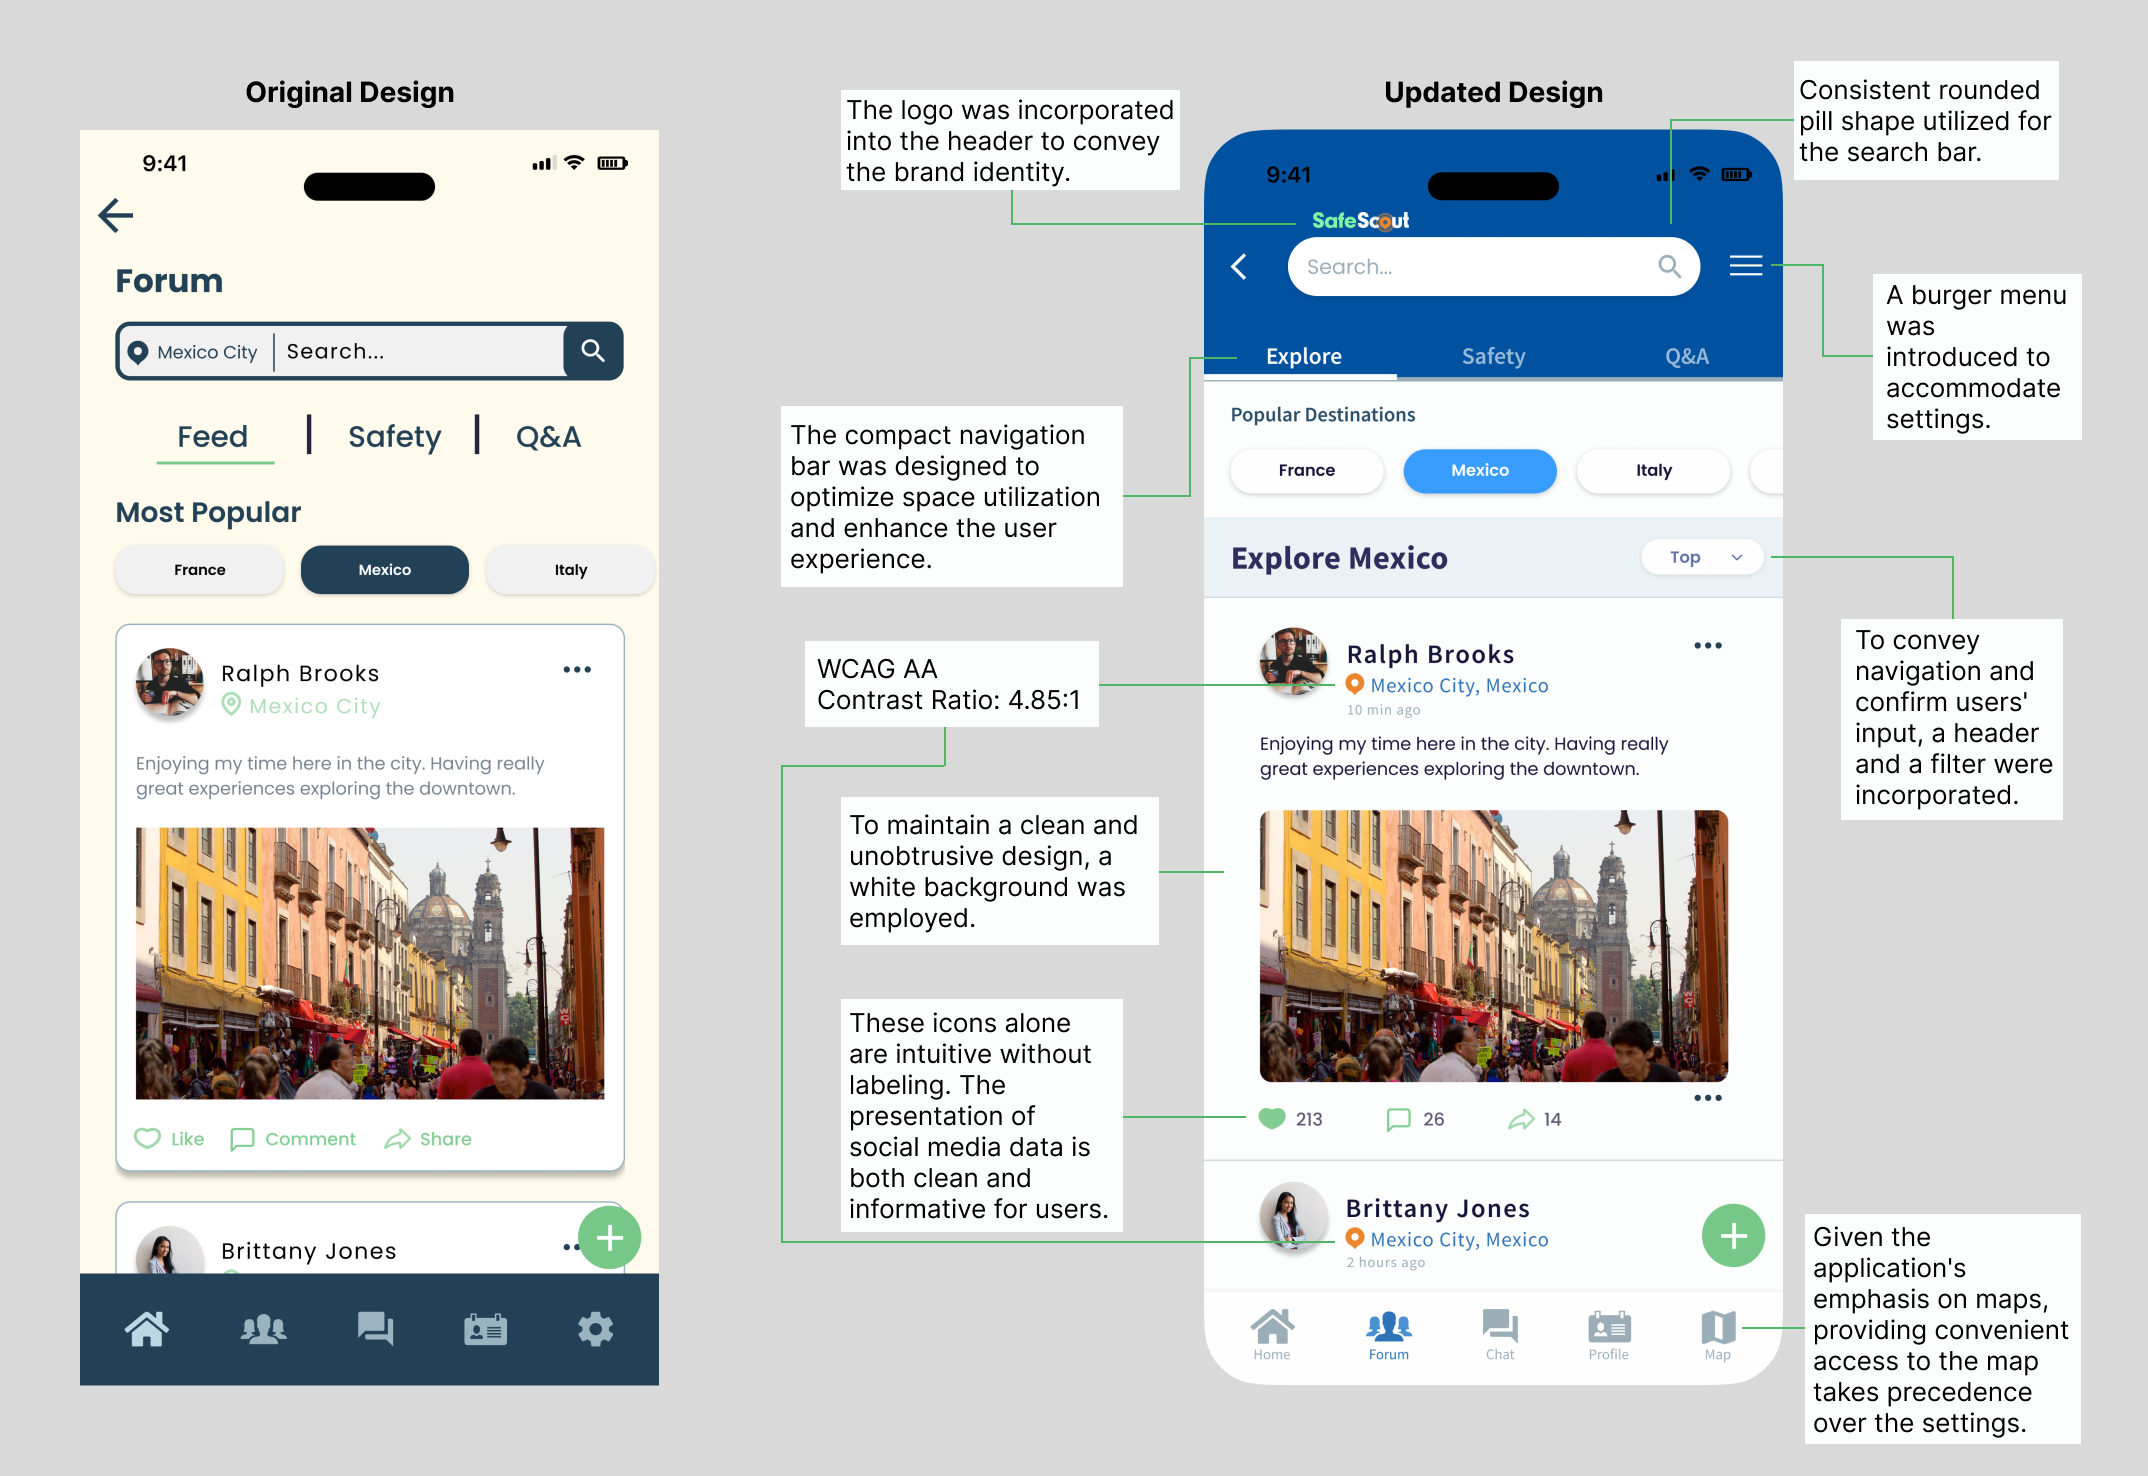 Original Design
9:41
Forum
Mexico City
Search...
Feed
Safety
Q&A
Most Popular
France
Mexico
Italy
Ralph Brooks
Mexico City
Enjoying my time here in the city. Having really
great experiences exploring the downtown.
Like
Comment
Share
Brittany Jones
The logo was incorporated
into the header to convey
the brand identity.
The compact navigation
bar was designed to
optimize space utilization
and enhance the user
experience.
WCAG AA
Contrast Ratio: 4.85:1
To maintain a clean and
unobtrusive design, a
white background was
employed.
These icons alone
are intuitive without
labeling. The
presentation of
social media data is
both clean and
informative for users.
Updated Design
9:41
SafeScout
Search...
Explore
Safety
Q&A
Popular Destinations
France
Mexico
Italy
Explore Mexico
Top
Ralph Brooks
Mexico City, Mexico
10 min ago
Enjoying my time here in the city. Having really
great experiences exploring the downtown.
213
26
14
Brittany Jones
Mexico City, Mexico
2 hours ago
Home
Forum
Chat
Profile
Map
Consistent rounded
pill shape utilized for
the search bar.
A burger menu
was
introduced to
accommodate
settings.
To convey
navigation and
confirm users'
input, a header
and a filter were
incorporated.
Given the
application's
emphasis on maps,
providing convenient
access to the map
takes precedence
over the settings.